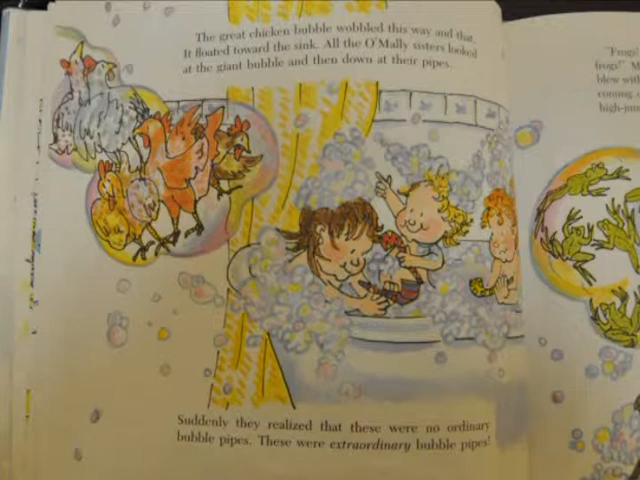 The great chicken bubble wobbled this way and that.
It floated toward the sink. All the O'Mally sisters looked
at the giant bubble and then down at their pipes.
"Frogs!
frogs!" M
blew with
coming o
high-jum
Suddenly they realized that these were no ordinary
bubble pipes. These were extraordinary bubble pipes!